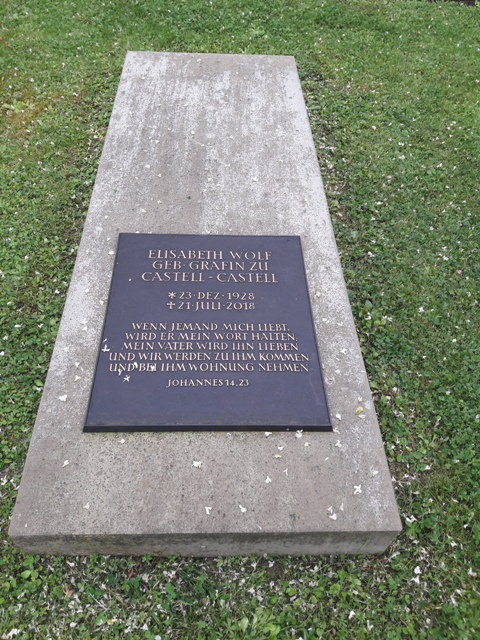 ELISABETH WOLF
GEB·GRÄFIN ZU
CASTELL-CASTELL
*23·DEZ·1928
✝21·JULI·2018
WENN JEMAND MICH LIEBT,
WIRD ER MEIN WORT HALTEN;
MEIN VATER WIRD IHN LIEBEN
UND WIR WERDEN ZU IHM KOMMEN
UND BEI IHM WOHNUNG NEHMEN
JOHANNES 14,23